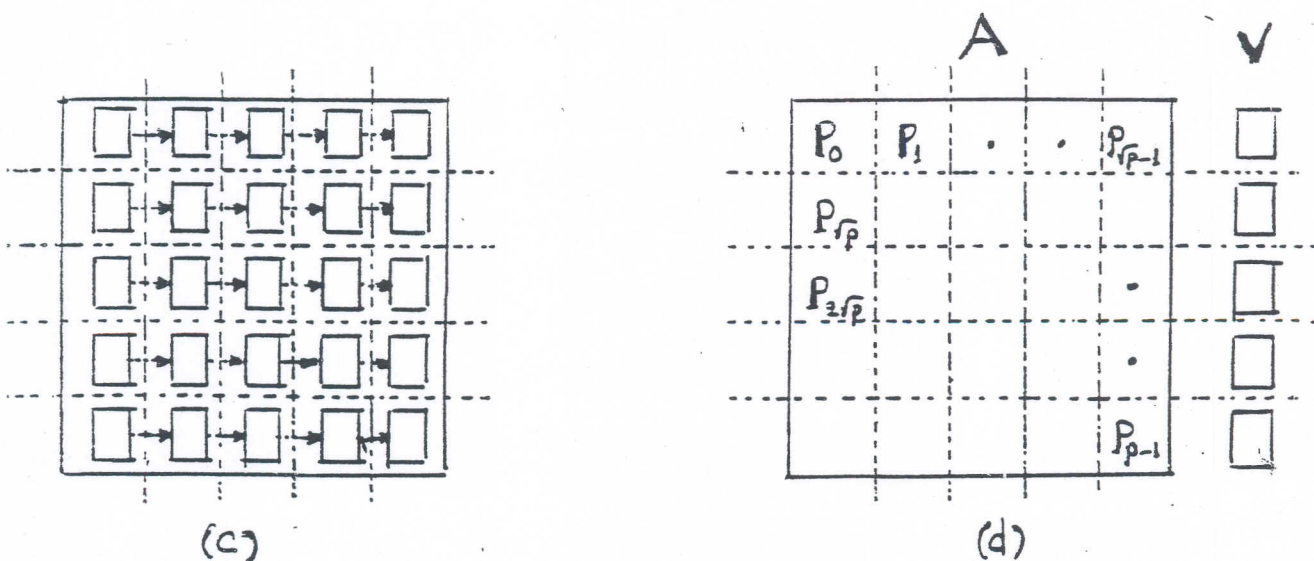 A V
P₀ P₁ . . P√p-1
P√p
P2√p .
.
Pp-1
(c) (d)